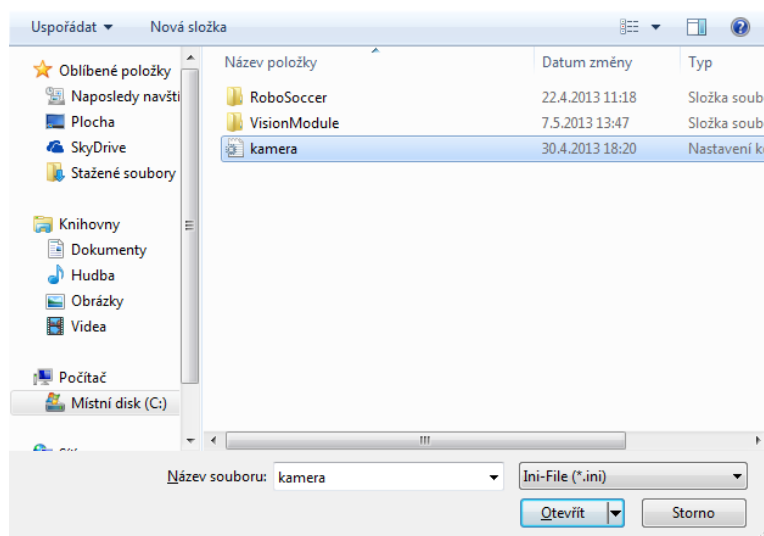 Uspořádat Nová složka
Oblíbené položky
Naposledy navšti
Plocha
SkyDrive
Stažené soubory
Knihovny
Dokumenty
Hudba
Obrázky
Videa
Počítač
Místní disk (C:)
Název položky Datum změny Typ
RoboSoccer 22.4.2013 11:18 Složka soub
VisionModule 7.5.2013 13:47 Složka soub
kamera 30.4.2013 18:20 Nastavení k
Název souboru: kamera Ini-File (*.ini)
Otevřít Storno